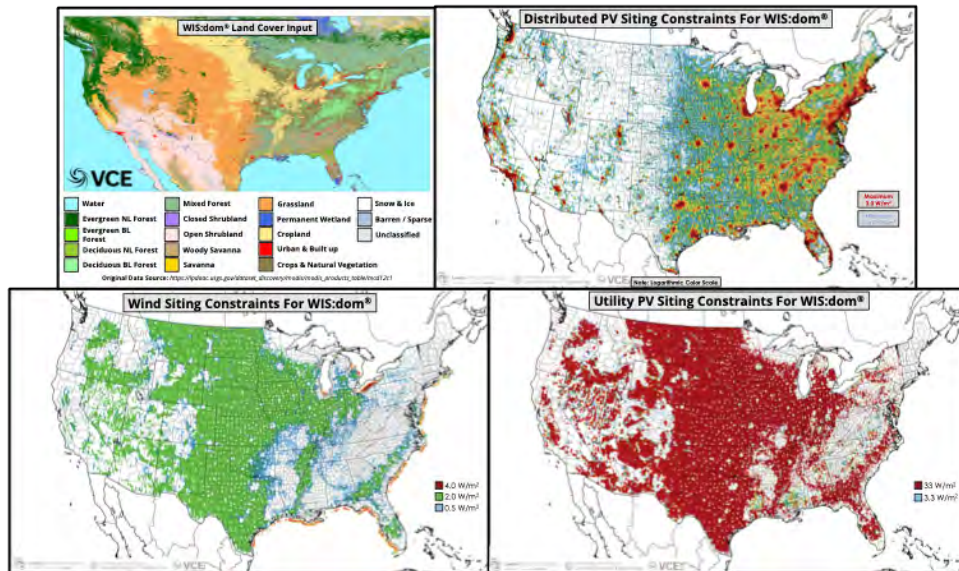 WIS:dom® Land Cover Input
VCE
Water
Evergreen NL Forest
Evergreen BL
Forest
Deciduous NL Forest
Deciduous BL Forest
Mixed Forest
Closed Shrubland
Open Shrubland
Woody Savanna
Savanna
Grassland
Permanent Wetland
Cropland
Urban & Built up
Crops & Natural Vegetation
Snow & Ice
Barren / Sparse
Unclassified
Distributed PV Siting Constraints For WIS:dom®
Maximum
Note: Logarithmic Color Scale
VCE
Wind Siting Constraints For WIS:dom®
4.0 W/m²
2.0 W/m²
0.5 W/m²
VCE
Utility PV Siting Constraints For WIS:dom®
33 W/m²
3.3 W/m²
VCE